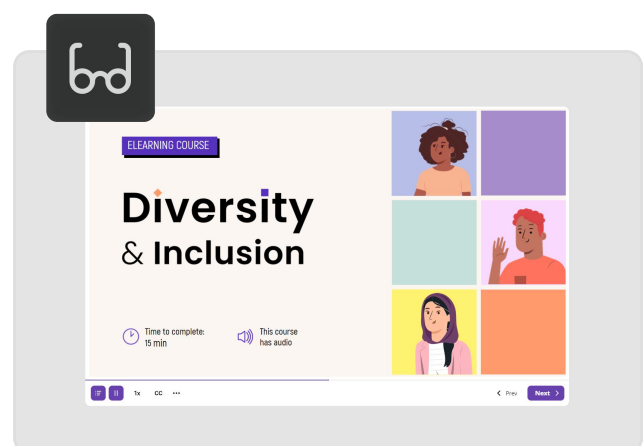 ELEARNING COURSE
Diversity
& Inclusion
Time to complete:
15 min
This course
has audio
1x CC Prev Next